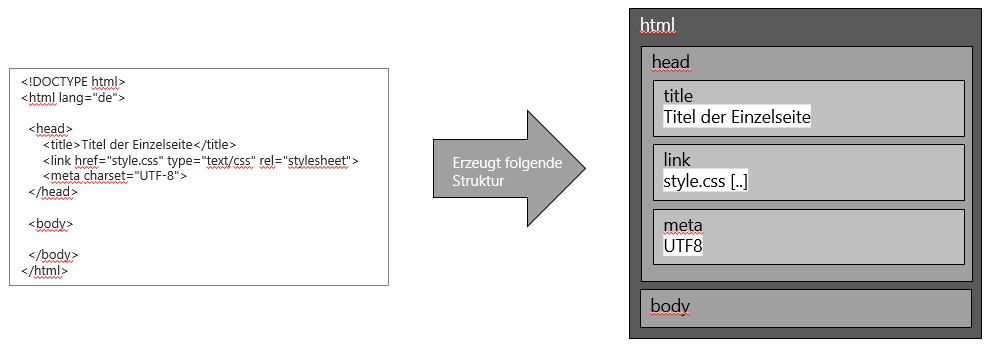 <!DOCTYPE html>
<html lang="de">
<head>
<title>Titel der Einzelseite</title>
<link href="style.css" type="text/css" rel="stylesheet">
<meta charset="UTF-8">
</head>
<body>
</body>
</html>
Erzeugt folgende
Struktur
html
head
title
Titel der Einzelseite
link
style.css [..]
meta
UTF8
body